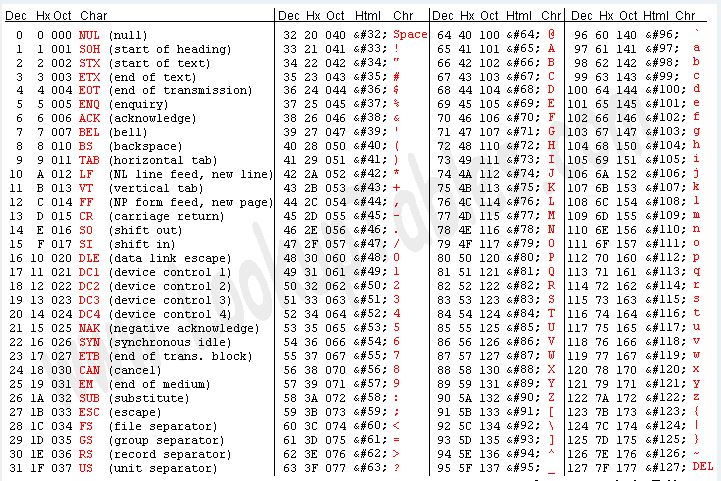 Dec Hx Oct Char Dec Hx Oct Html Chr Dec Hx Oct Html Chr Dec Hx Oct Html Chr
0 0 000 NUL (null) 32 20 040 &#32; Space 64 40 100 &#64; @ 96 60 140 &#96; `
1 1 001 SOH (start of heading) 33 21 041 &#33; ! 65 41 101 &#65; A 97 61 141 &#97; a
2 2 002 STX (start of text) 34 22 042 &#34; " 66 42 102 &#66; B 98 62 142 &#98; b
3 3 003 ETX (end of text) 35 23 043 &#35; # 67 43 103 &#67; C 99 63 143 &#99; c
4 4 004 EOT (end of transmission) 36 24 044 &#36; $ 68 44 104 &#68; D 100 64 144 &#100; d
5 5 005 ENQ (enquiry) 37 25 045 &#37; % 69 45 105 &#69; E 101 65 145 &#101; e
6 6 006 ACK (acknowledge) 38 26 046 &#38; & 70 46 106 &#70; F 102 66 146 &#102; f
7 7 007 BEL (bell) 39 27 047 &#39; ' 71 47 107 &#71; G 103 67 147 &#103; g
8 8 010 BS (backspace) 40 28 050 &#40; ( 72 48 110 &#72; H 104 68 150 &#104; h
9 9 011 TAB (horizontal tab) 41 29 051 &#41; ) 73 49 111 &#73; I 105 69 151 &#105; i
10 A 012 LF (NL line feed, new line) 42 2A 052 &#42; * 74 4A 112 &#74; J 106 6A 152 &#106; j
11 B 013 VT (vertical tab) 43 2B 053 &#43; + 75 4B 113 &#75; K 107 6B 153 &#107; k
12 C 014 FF (NP form feed, new page) 44 2C 054 &#44; , 76 4C 114 &#76; L 108 6C 154 &#108; l
13 D 015 CR (carriage return) 45 2D 055 &#45; - 77 4D 115 &#77; M 109 6D 155 &#109; m
14 E 016 SO (shift out) 46 2E 056 &#46; . 78 4E 116 &#78; N 110 6E 156 &#110; n
15 F 017 SI (shift in) 47 2F 057 &#47; / 79 4F 117 &#79; O 111 6F 157 &#111; o
16 10 020 DLE (data link escape) 48 30 060 &#48; 0 80 50 120 &#80; P 112 70 160 &#112; p
17 11 021 DC1 (device control 1) 49 31 061 &#49; 1 81 51 121 &#81; Q 113 71 161 &#113; q
18 12 022 DC2 (device control 2) 50 32 062 &#50; 2 82 52 122 &#82; R 114 72 162 &#114; r
19 13 023 DC3 (device control 3) 51 33 063 &#51; 3 83 53 123 &#83; S 115 73 163 &#115; s
20 14 024 DC4 (device control 4) 52 34 064 &#52; 4 84 54 124 &#84; T 116 74 164 &#116; t
21 15 025 NAK (negative acknowledge) 53 35 065 &#53; 5 85 55 125 &#85; U 117 75 165 &#117; u
22 16 026 SYN (synchronous idle) 54 36 066 &#54; 6 86 56 126 &#86; V 118 76 166 &#118; v
23 17 027 ETB (end of trans. block) 55 37 067 &#55; 7 87 57 127 &#87; W 119 77 167 &#119; w
24 18 030 CAN (cancel) 56 38 070 &#56; 8 88 58 130 &#88; X 120 78 170 &#120; x
25 19 031 EM (end of medium) 57 39 071 &#57; 9 89 59 131 &#89; Y 121 79 171 &#121; y
26 1A 032 SUB (substitute) 58 3A 072 &#58; : 90 5A 132 &#90; Z 122 7A 172 &#122; z
27 1B 033 ESC (escape) 59 3B 073 &#59; ; 91 5B 133 &#91; [ 123 7B 173 &#123; {
28 1C 034 FS (file separator) 60 3C 074 &#60; < 92 5C 134 &#92; \ 124 7C 174 &#124; |
29 1D 035 GS (group separator) 61 3D 075 &#61; = 93 5D 135 &#93; ] 125 7D 175 &#125; }
30 1E 036 RS (record separator) 62 3E 076 &#62; > 94 5E 136 &#94; ^ 126 7E 176 &#126; ~
31 1F 037 US (unit separator) 63 3F 077 &#63; ? 95 5F 137 &#95; _ 127 7F 177 &#127; DEL